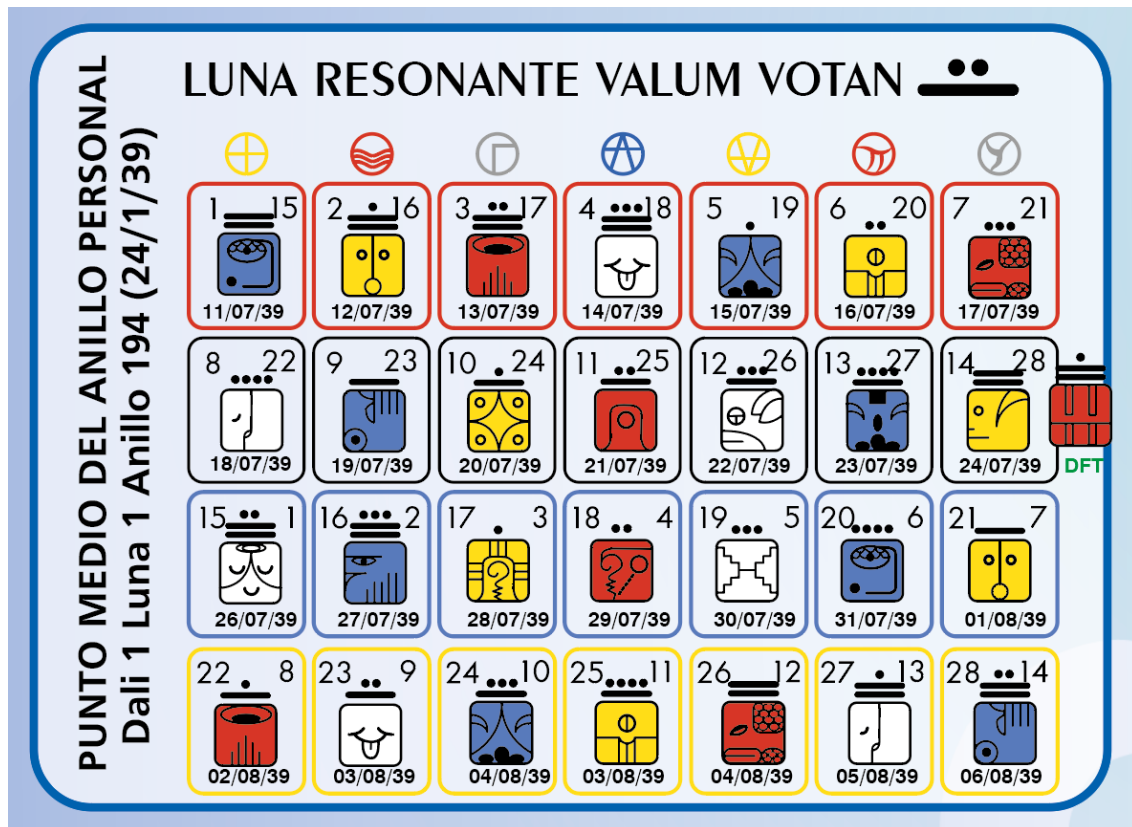 PUNTO MEDIO DEL ANILLO PERSONAL
Dali 1 Luna 1 Anillo 194 (24/1/39)
LUNA RESONANTE VALUM VOTAN
1 15 2 16 3 17 4 18 5 19 6 20 7 21
11/07/39 12/07/39 13/07/39 14/07/39 15/07/39 16/07/39 17/07/39
8 22 9 23 10 24 11 25 12 26 13 27 14 28
18/07/39 19/07/39 20/07/39 21/07/39 22/07/39 23/07/39 24/07/39 DFT
15 1 16 2 17 3 18 4 19 5 20 6 21 7
26/07/39 27/07/39 28/07/39 29/07/39 30/07/39 31/07/39 01/08/39
22 8 23 9 24 10 25 11 26 12 27 13 28 14
02/08/39 03/08/39 04/08/39 03/08/39 04/08/39 05/08/39 06/08/39